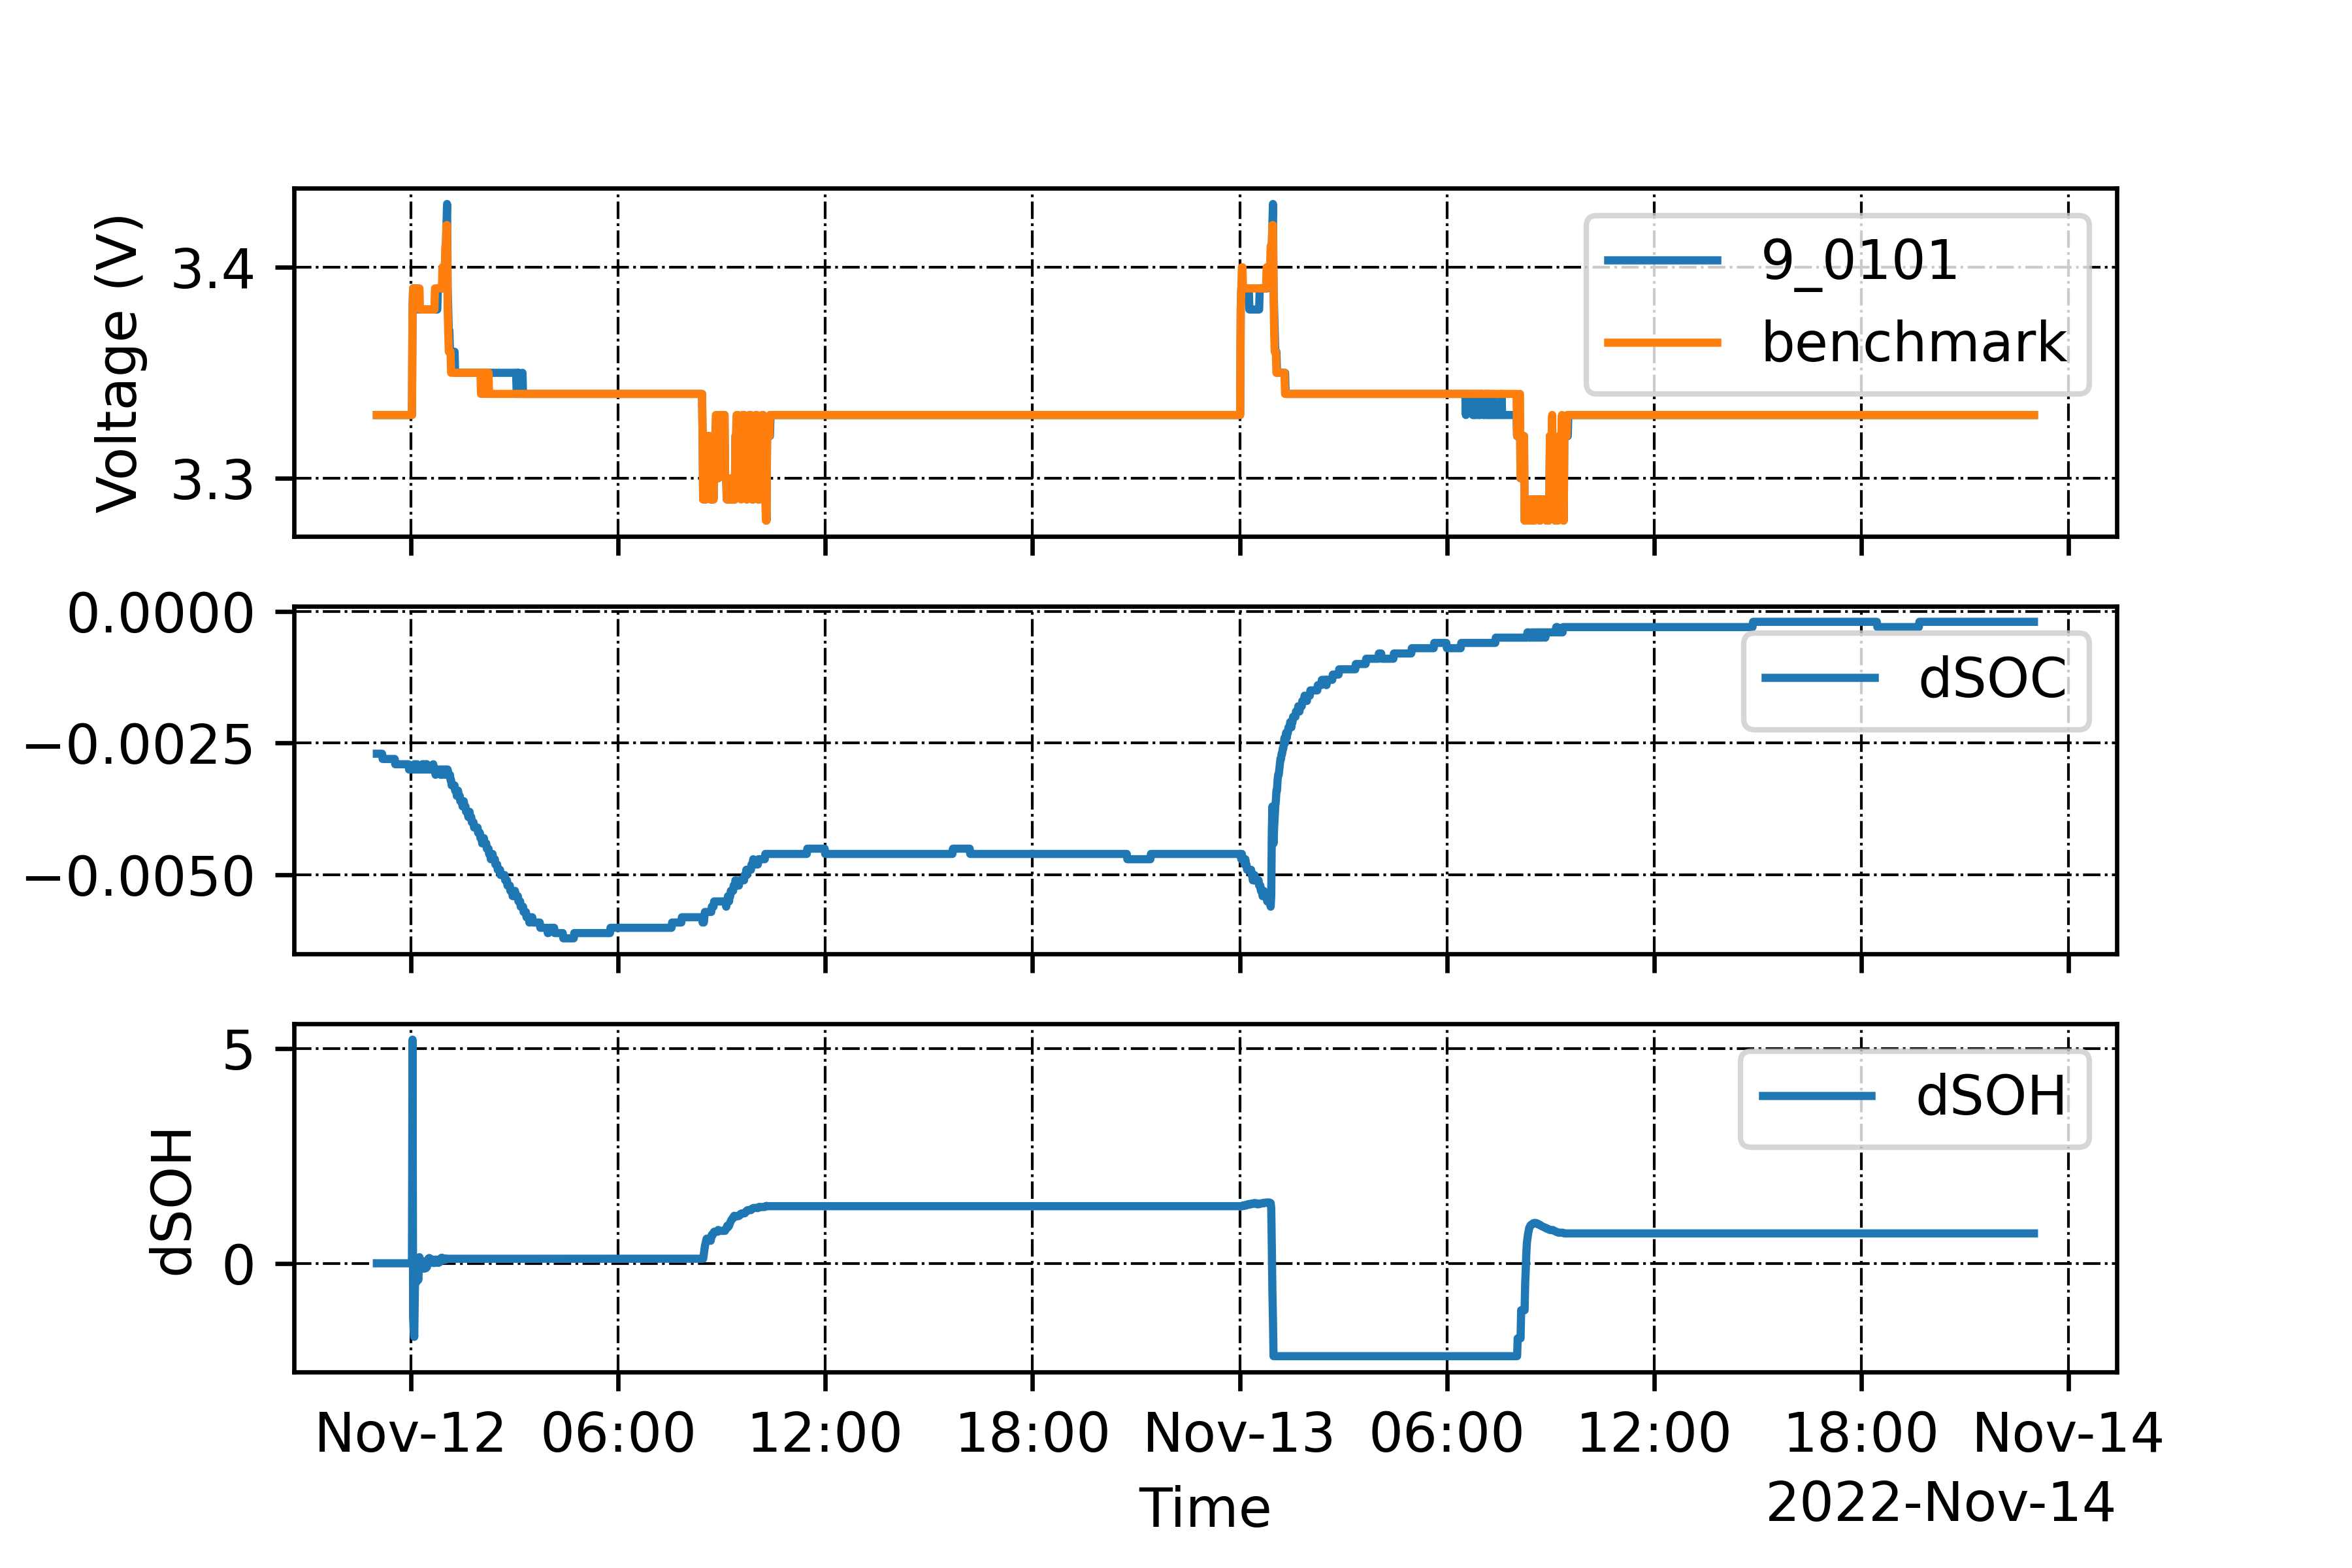 Voltage (V)
3.4
3.3
9_0101
benchmark
0.0000
−0.0025
−0.0050
dSOC
dSOH
5
0
dSOH
Nov-12 06:00 12:00 18:00 Nov-13 06:00 12:00 18:00 Nov-14
Time
2022-Nov-14